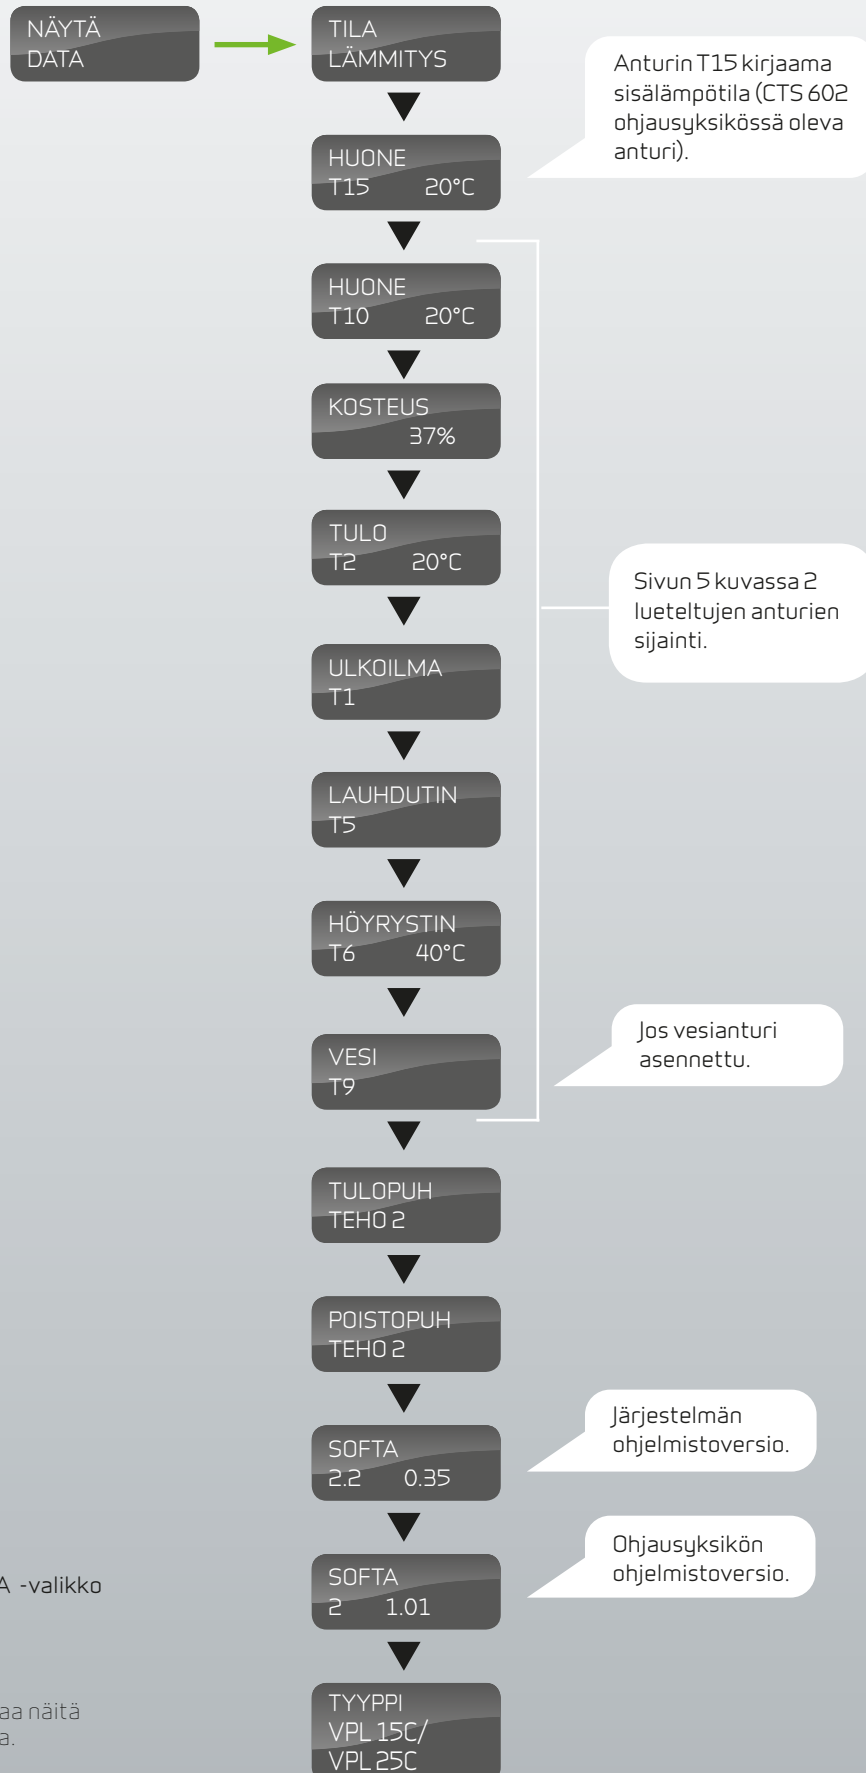 NÄYTÄ
DATA
TILA
LÄMMITYS
Anturin T15 kirjaama
sisälämpötila (CTS 602
ohjausyksikössä oleva
anturi).
HUONE
T15 20°C
HUONE
T10 20°C
KOSTEUS
37%
TULO
T2 20°C
Sivun 5 kuvassa 2
lueteltujen anturien
sijainti.
ULKOILMA
T1
LAUHDUTIN
T5
HÖYRYSTIN
T6 40°C
VESI
T9
Jos vesianturi
asennettu.
TULOPUH
TEHO 2
POISTOPUH
TEHO 2
SOFTA
2.2 0.35
Järjestelmän
ohjelmistoversio.
SOFTA
2 1.01
Ohjausyksikön
ohjelmistoversio.
A -valikko
TYYPPI
VPL 15C/
VPL 25C
aa näitä
a.